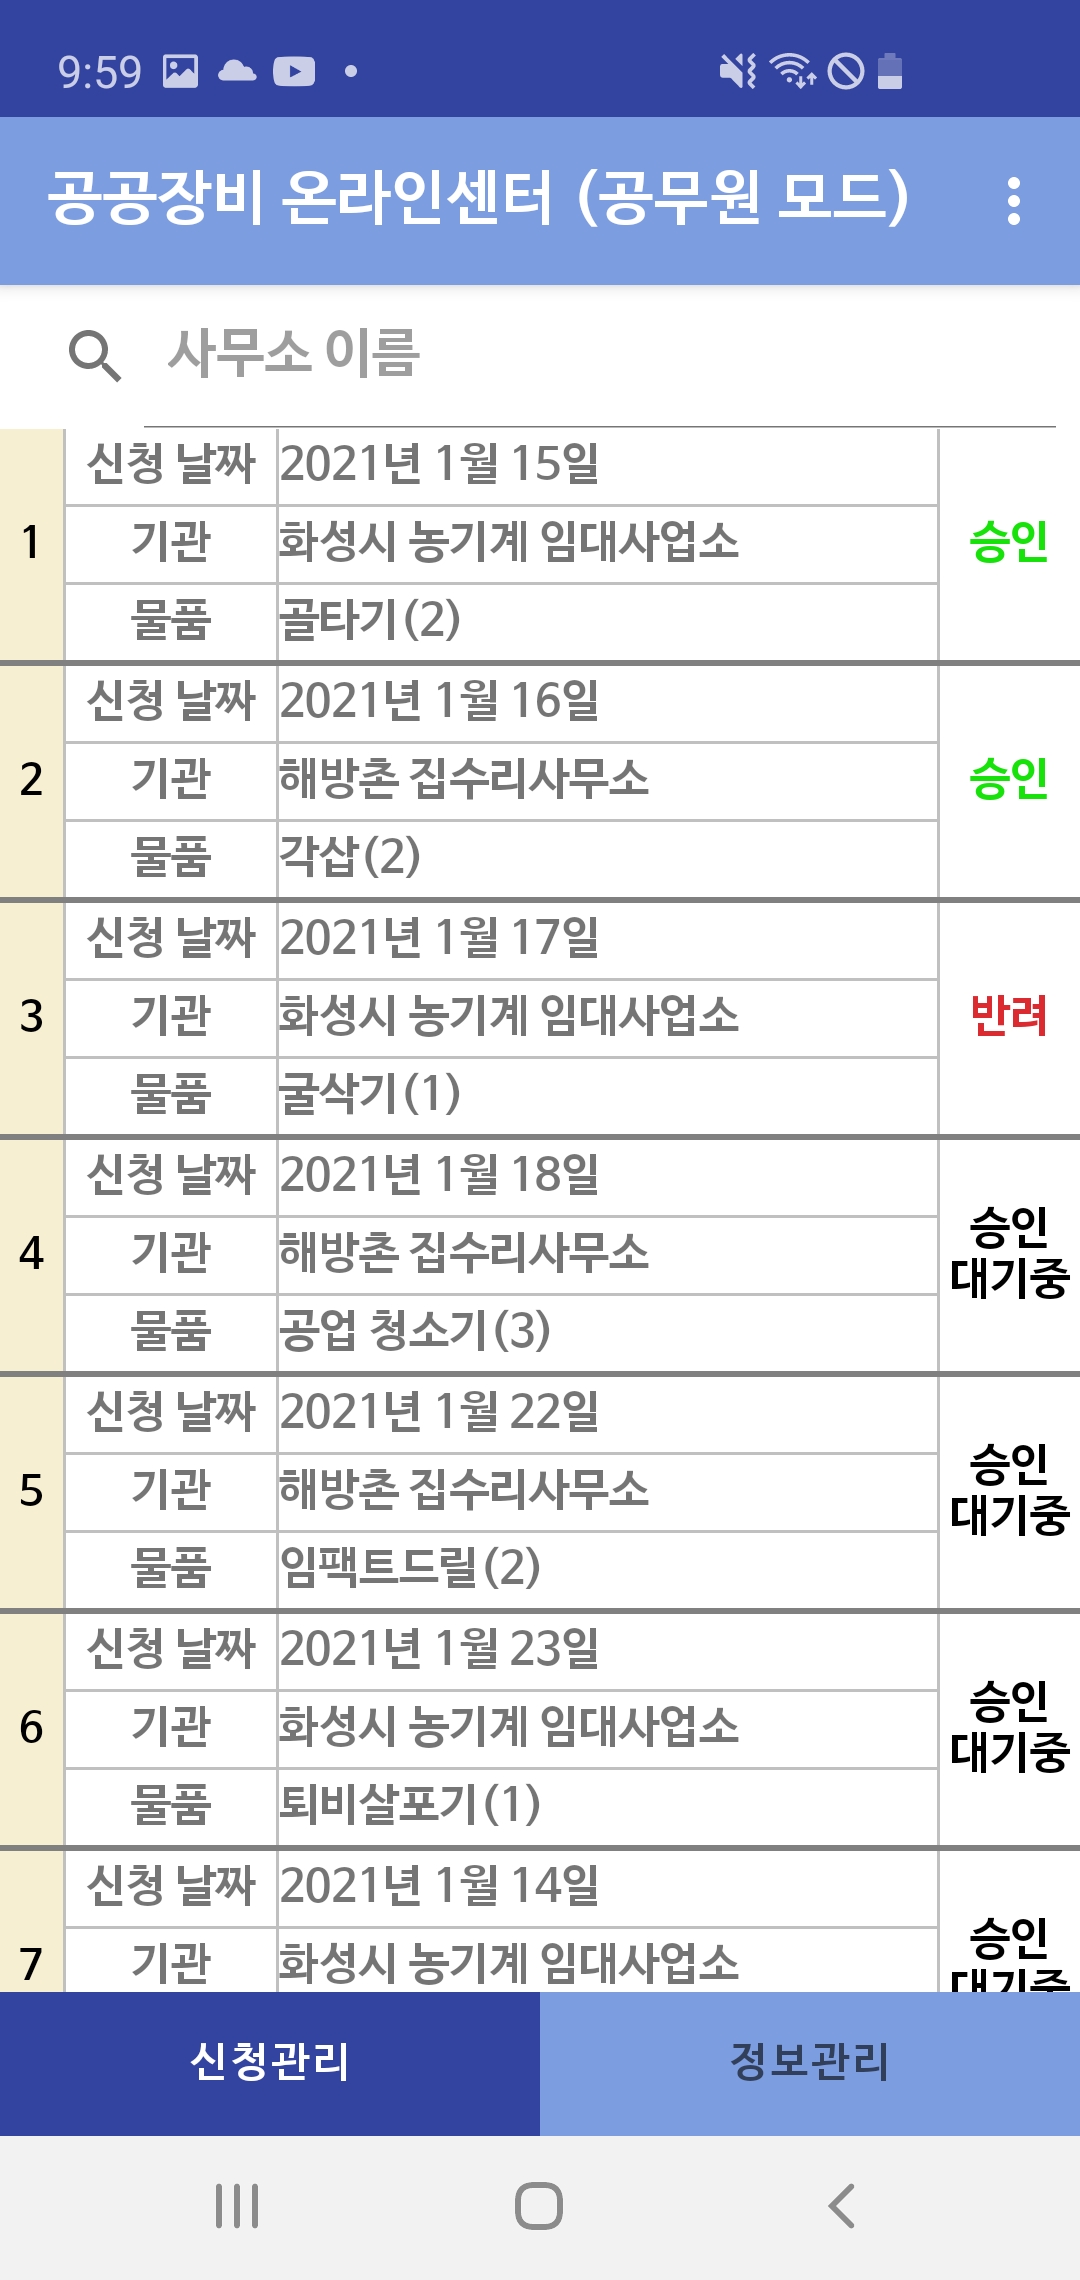 9:59
공공장비 온라인센터 (공무원 모드)
사무소 이름
신청 날짜 2021년 1월 15일
1 기관 화성시 농기계 임대사업소 승인
물품 골타기(2)
신청 날짜 2021년 1월 16일
2 기관 해방촌 집수리사무소 승인
물품 각삽(2)
신청 날짜 2021년 1월 17일
3 기관 화성시 농기계 임대사업소 반려
물품 굴삭기(1)
신청 날짜 2021년 1월 18일
4 기관 해방촌 집수리사무소 승인 대기중
물품 공업 청소기(3)
신청 날짜 2021년 1월 22일
5 기관 해방촌 집수리사무소 승인 대기중
물품 임팩트드릴(2)
신청 날짜 2021년 1월 23일
6 기관 화성시 농기계 임대사업소 승인 대기중
물품 퇴비살포기(1)
신청 날짜 2021년 1월 14일
7 기관 화성시 농기계 임대사업소 승인 대기중
신청관리 정보관리